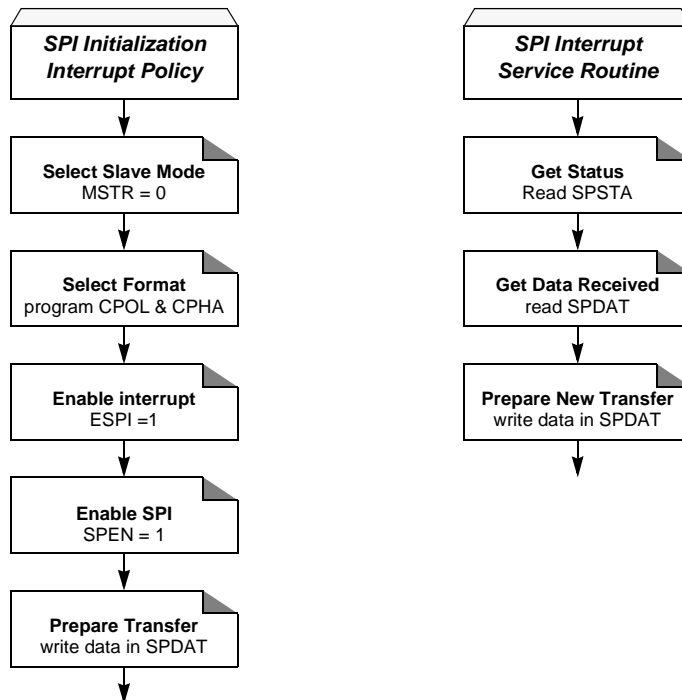 SPI Initialization
Interrupt Policy
Select Slave Mode
MSTR = 0
Select Format
program CPOL & CPHA
Enable interrupt
ESPI =1
Enable SPI
SPEN = 1
Prepare Transfer
write data in SPDAT
SPI Interrupt
Service Routine
Get Status
Read SPSTA
Get Data Received
read SPDAT
Prepare New Transfer
write data in SPDAT